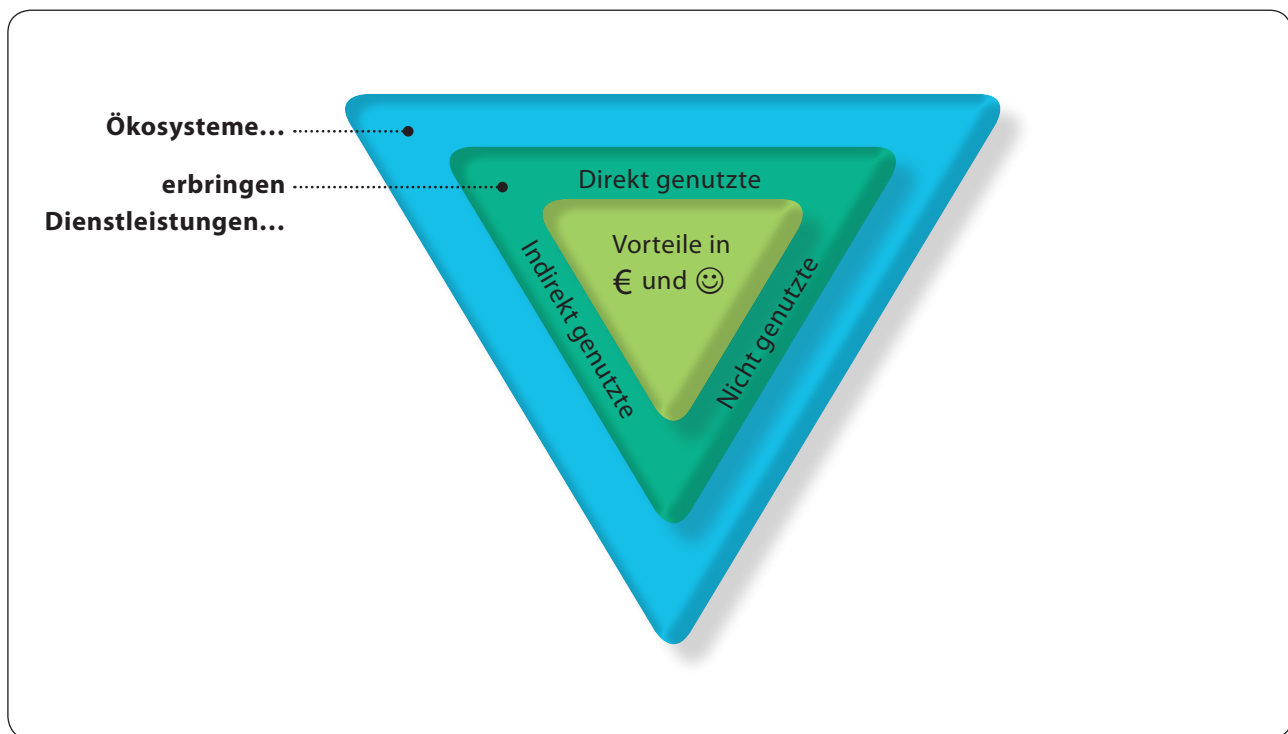 Ökosysteme...
erbringen
Dienstleistungen...
Direkt genutzte
Indirekt genutzte
Nicht genutzte
Vorteile in
€ und ☺